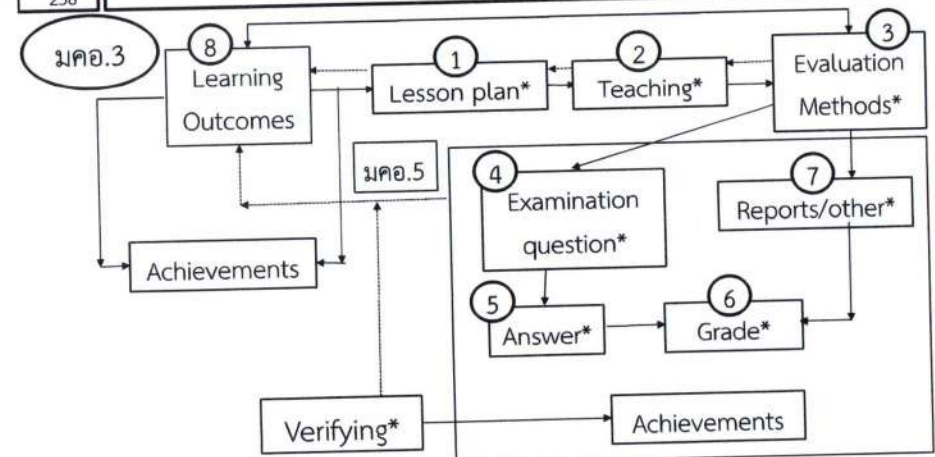 258
มคอ.3
8
Learning
Outcomes
1
Lesson plan*
2
Teaching*
3
Evaluation
Methods*
มคอ.5
4
Examination
question*
7
Reports/other*
Achievements
5
Answer*
6
Grade*
Verifying*
Achievements